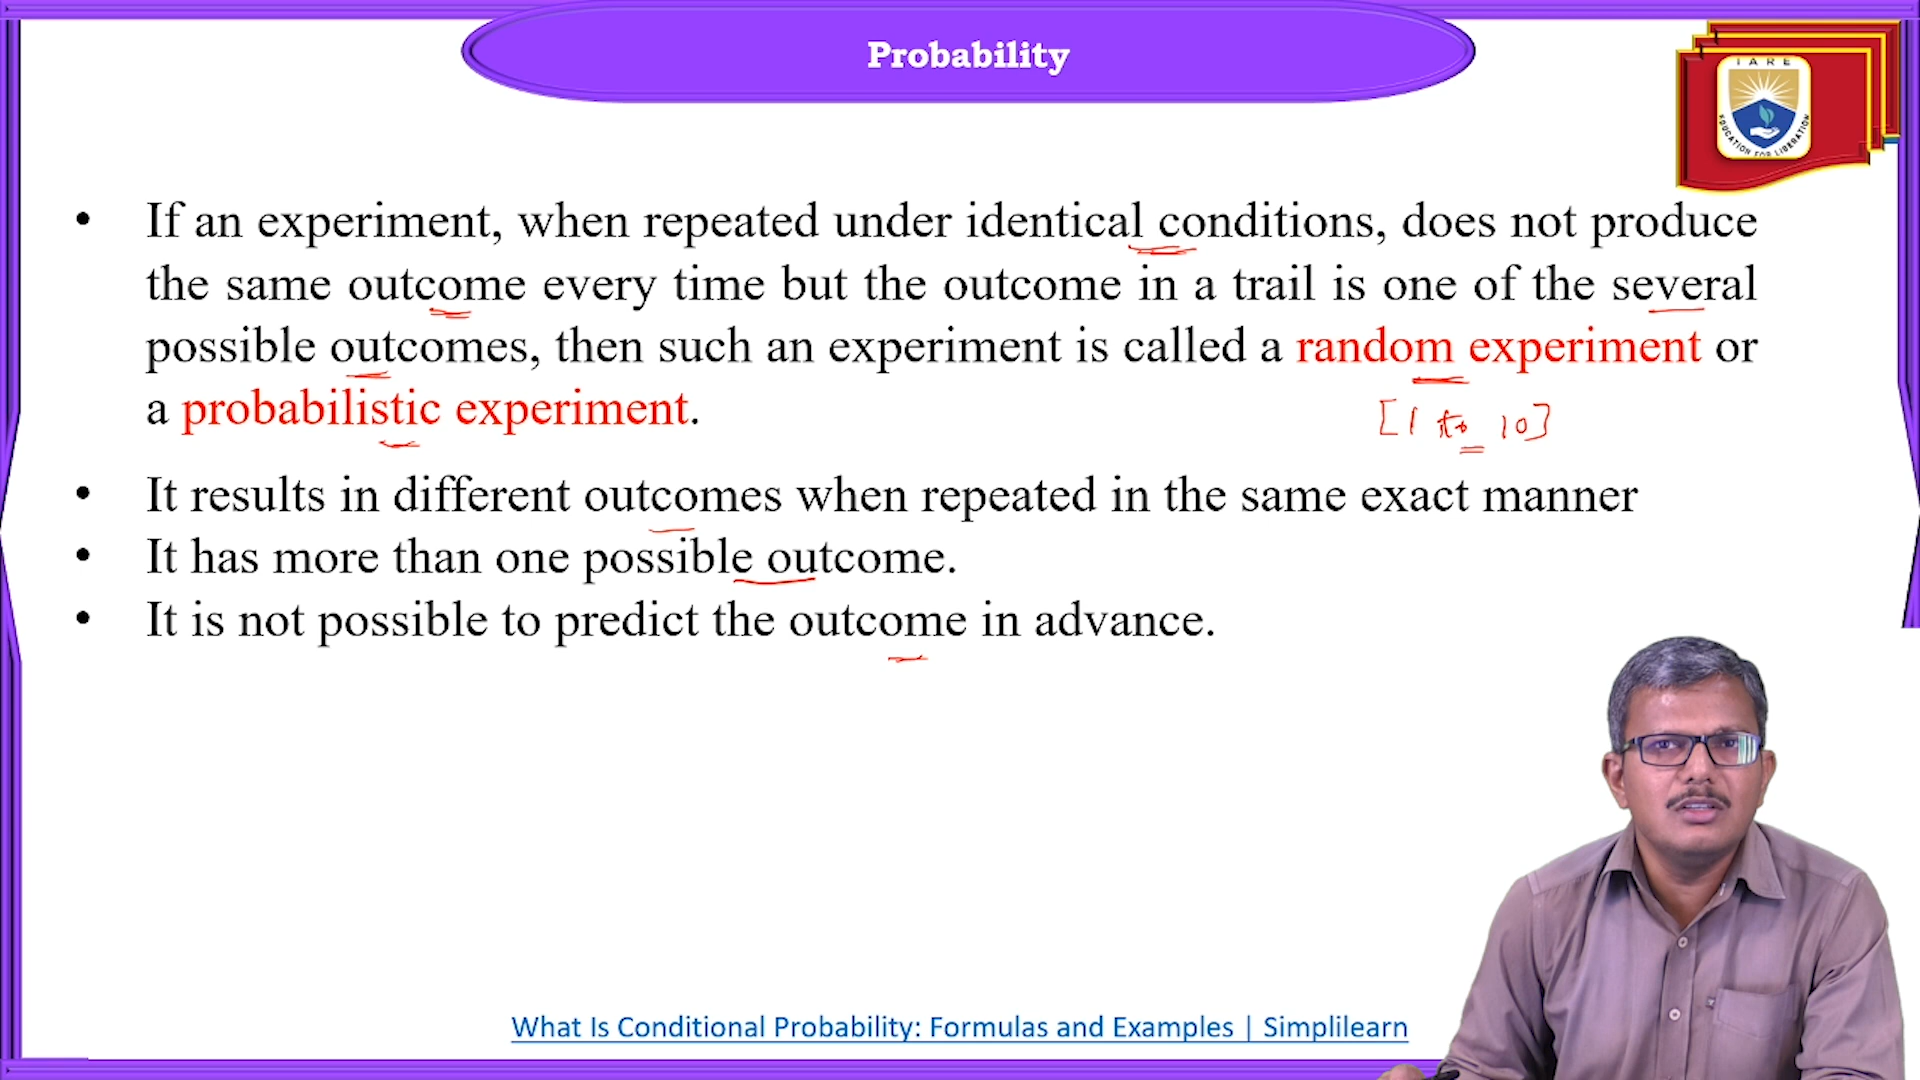 Probability
IARE
EDUCATION FOR LIBERATION
• If an experiment, when repeated under identical conditions, does not produce
the same outcome every time but the outcome in a trail is one of the several
possible outcomes, then such an experiment is called a random experiment or
a probabilistic experiment.
[1 to 10]
• It results in different outcomes when repeated in the same exact manner
• It has more than one possible outcome.
• It is not possible to predict the outcome in advance.
What Is Conditional Probability: Formulas and Examples | Simplilearn